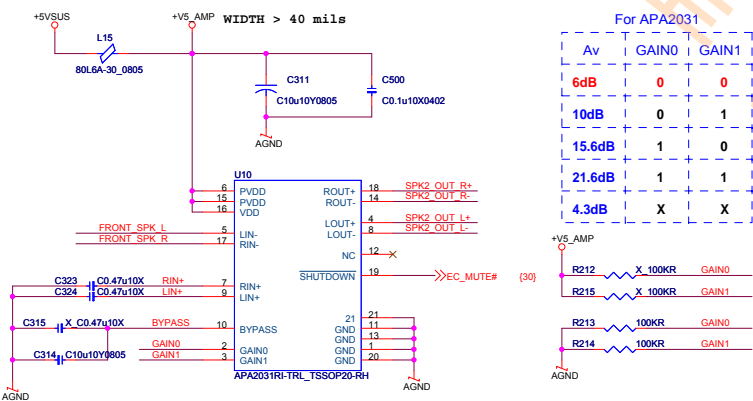 +5VSUS
+V5_AMP
WIDTH > 40 mils
L15
80L6A-30_0805
C311
C10u10Y0805
C500
C0.1u10X0402
AGND
For APA2031
Av GAIN0 GAIN1
6dB 0 0
10dB 0 1
15.6dB 1 0
21.6dB 1 1
4.3dB X X
U10
6 PVDD
15 PVDD
16 VDD
ROUT+ 18 SPK2_OUT_R+
ROUT- 14 SPK2_OUT_R-
FRONT_SPK_L 5 LIN-
FRONT_SPK_R 17 RIN-
LOUT+ 4 SPK2_OUT_L+
LOUT- 8 SPK2_OUT_L-
NC 12
C323 C0.47u10X RIN+ 7 RIN+
C324 C0.47u10X LIN+ 9 LIN+
SHUTDOWN 19 EC_MUTE# {30}
C315 X_C0.47u10X BYPASS 10 BYPASS
C314 C10u10Y0805
GAIN0 2 GAIN0
GAIN1 3 GAIN1
21 21
GND 11
GND 13
GND 1
GND 20
APA2031RI-TRL_TSSOP20-RH
AGND
AGND
+V5_AMP
R212 X_100KR GAIN0
R215 X_100KR GAIN1
R213 100KR GAIN0
R214 100KR GAIN1
AGND